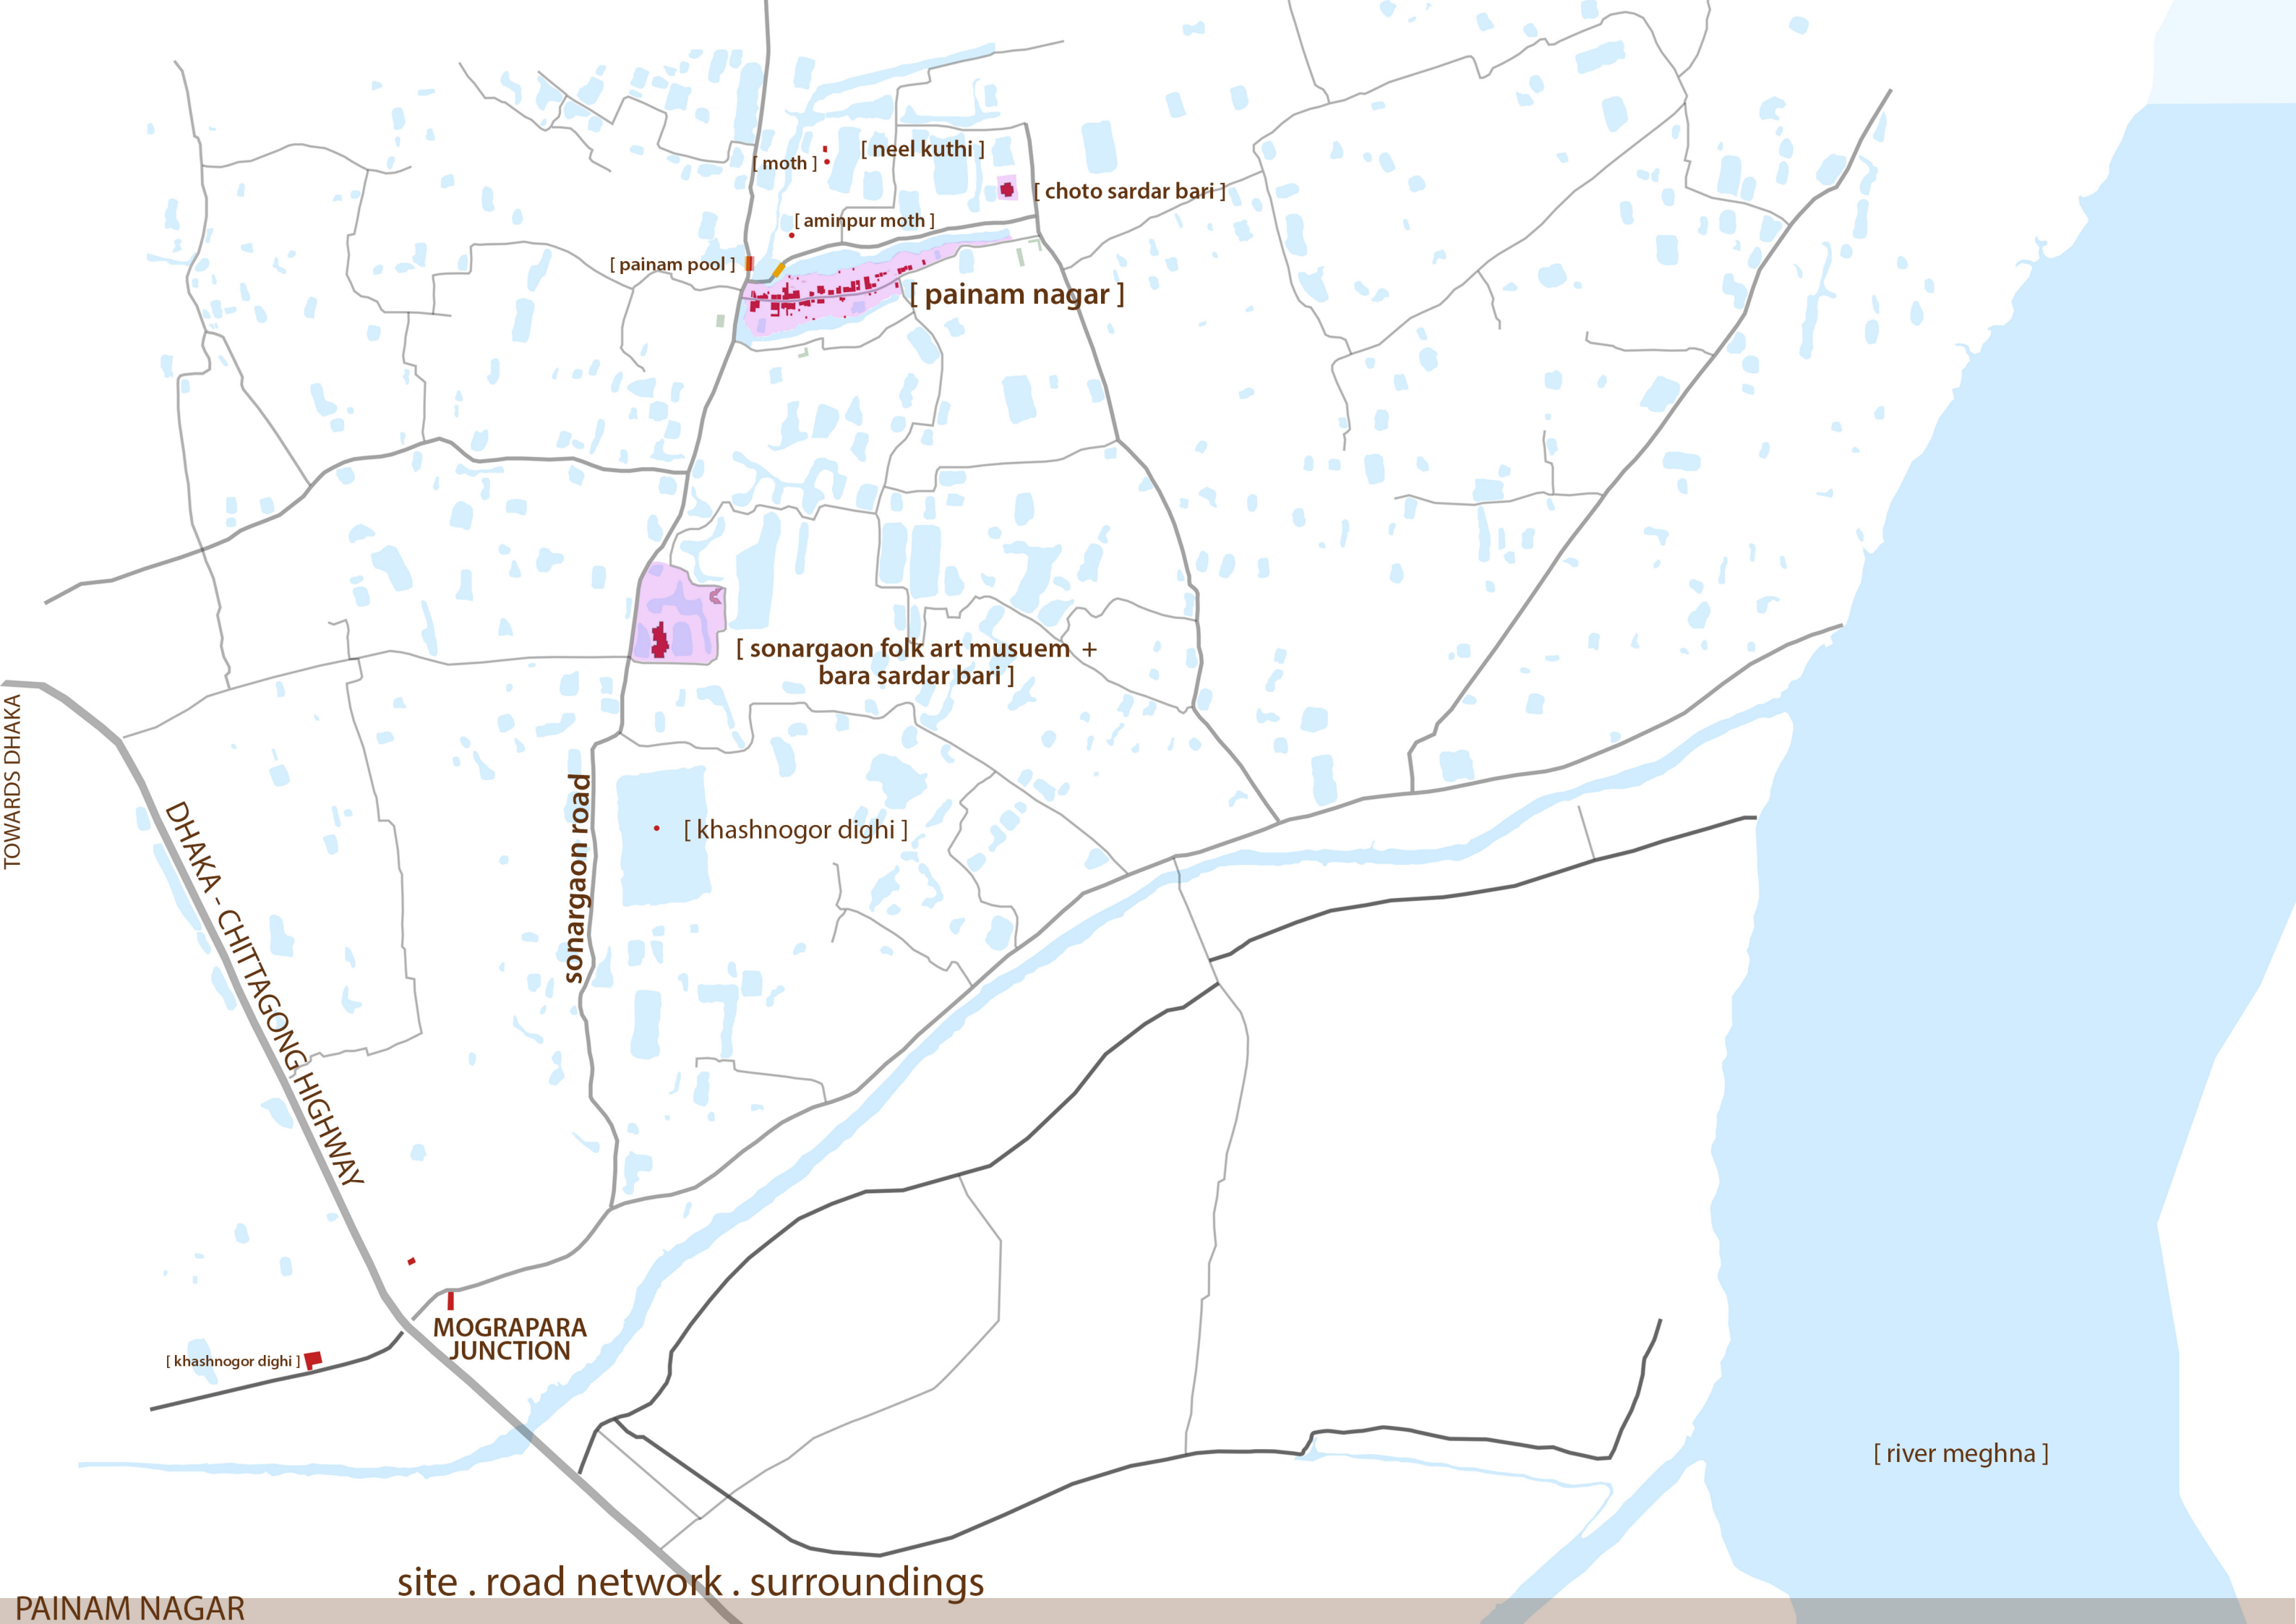 [ neel kuthi ]
[ moth ]
[ choto sardar bari ]
[ aminpur moth ]
[ painam pool ]
[ painam nagar ]
[ sonargaon folk art musuem +
bara sardar bari ]
TOWARDS DHAKA
DHAKA - CHITTAGONG HIGHWAY
sonargaon road
[ khashnogor dighi ]
MOGRAPARA
JUNCTION
[ khashnogor dighi ]
[ river meghna ]
site . road network . surroundings
PAINAM NAGAR